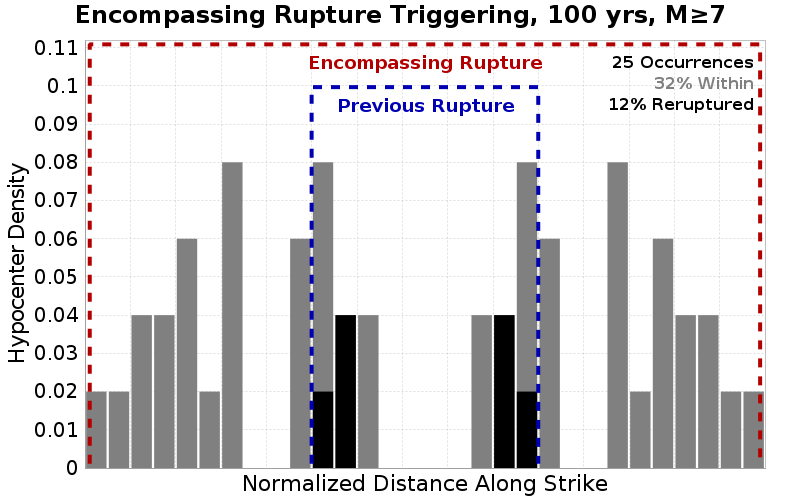 Encompassing Rupture Triggering, 100 yrs, M≥7
0.11
0.1
0.09
0.08
0.07
0.06
0.05
0.04
0.03
0.02
0.01
0
Hypocenter Density
Encompassing Rupture
Previous Rupture
25 Occurrences
32% Within
12% Reruptured
Normalized Distance Along Strike